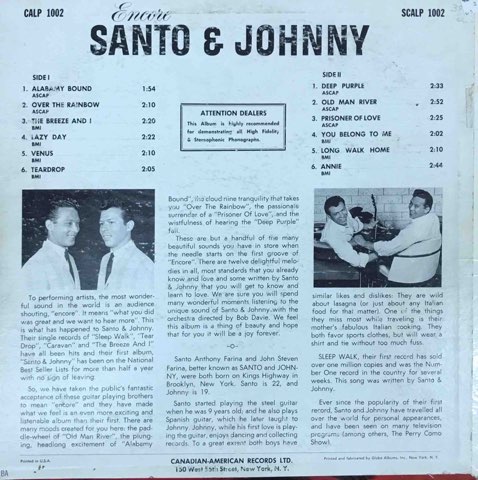 CALP 1002
Encore
SCALP 1002
SANTO & JOHNNY
SIDE I
1. ALABAMY BOUND 1:54
ASCAP
2. OVER THE RAINBOW 2:10
ASCAP
3. THE BREEZE AND I 2:20
BMI
4. LAZY DAY 2:22
BMI
5. VENUS 2:10
BMI
6. TEARDROP 2:05
BMI
ATTENTION DEALERS
This Album is highly recommended
for demonstrating all High Fidelity
& Stereophonic Phonographs.
SIDE II
1. DEEP PURPLE 2:33
ASCAP
2. OLD MAN RIVER 2:52
ASCAP
3. PRISONER OF LOVE 2:25
ASCAP
4. YOU BELONG TO ME 2:02
BMI
5. LONG WALK HOME 2:10
BMI
6. ANNIE 2:44
BMI
To performing artists, the most wonder-
ful sound in the world is an audience
shouting, "encore". It means "what you did
was great and we want to hear more". This
is what has happened to Santo & Johnny.
Their single records of "Sleep Walk", "Tear
Drop", "Caravan" and "The Breeze And I"
have all been hits and their first album,
"Santo & Johnny" has been on the National
Best Seller Lists for more than half a year
with no sign of leaving.
So, we have taken the public's fantastic
acceptance of these guitar playing brothers
to mean "encore" and they have made
what we feel is an even more exciting and
listenable album than their first. There are
many moods created for you here: the pad-
dle-wheel of "Old Man River", the plung-
ing, headlong excitement of "Alabamy
Bound", the cloud nine tranquility that takes
you "Over The Rainbow", the passionate
surrender of a "Prisoner Of Love", and the
wistfulness of hearing the "Deep Purple"
fall.
These are but a handful of the many
beautiful sounds you have in store when
the needle starts on the first groove of
"Encore". There are twelve delightful melo-
dies in all, most standards that you already
know and love and some written by Santo
& Johnny that you will get to know and
learn to love. We are sure you will spend
many wonderful moments listening to the
unique sound of Santo & Johnny with the
orchestra directed by Bob Davie. We feel
this album is a thing of beauty and hope
that for you it will be a joy forever.
-O-
Santo Anthony Farina and John Steven
Farina, better known as SANTO and JOHN-
NY, were both born on Kings Highway in
Brooklyn, New York. Santo is 22, and
Johnny is 19.
Santo started playing the steel guitar
when he was 9 years old; and he also plays
Spanish guitar, which he later taught to
Johnny. Johnny, while his first love is play-
ing the guitar, enjoys dancing and collecting
records. To a great extent both boys have
similar likes and dislikes: They are wild
about lasagna (or just about any Italian
food for that matter). One of the things
they miss most while traveling is their
mother's fabulous Italian cooking. They
both favor sports clothes, but will wear a
shirt and tie without too much fuss.
SLEEP WALK, their first record has sold
over one million copies and was the Num-
ber One record in the country for several
weeks. This song was written by Santo &
Johnny.
Ever since the popularity of their first
record, Santo and Johnny have travelled all
over the world for personal appearances,
and have been seen on many television
programs (among others, The Perry Como
Show).
Printed in U.S.A.
CANADIAN-AMERICAN RECORDS LTD.
150 West 55th Street, New York, N. Y.
Printed and fabricated by Globe Albums, Inc., New York, N. Y.
BA